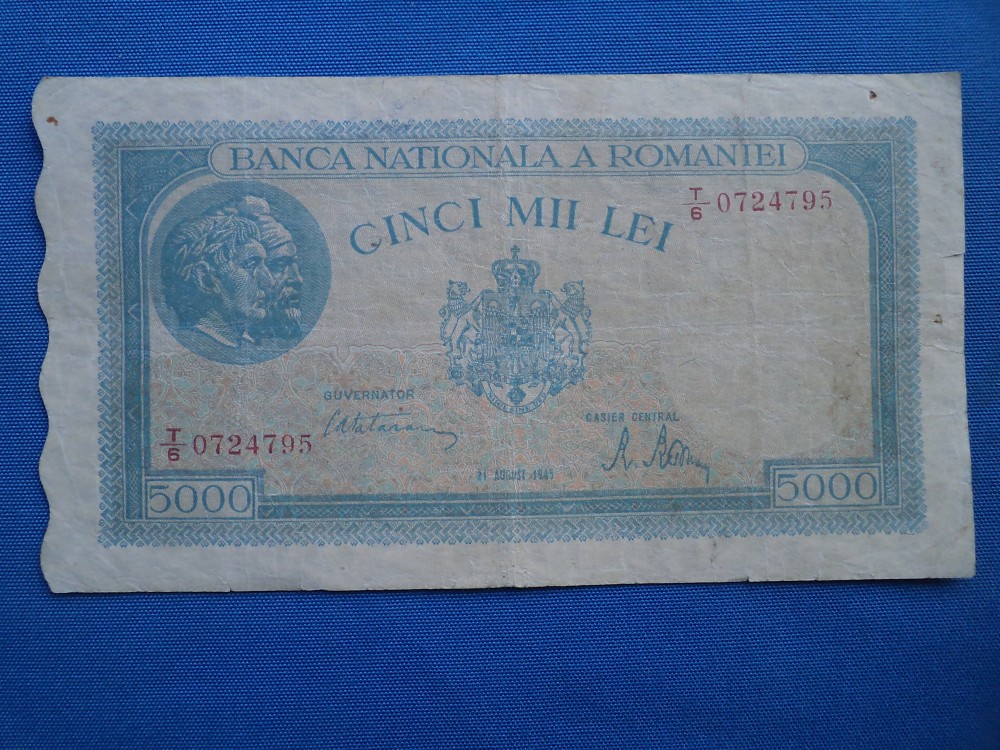 BANCA NATIONALA A ROMANIEI
T/6 0724795
CINCI MII LEI
GUVERNATOR
CASIER CENTRAL
T/6 0724795
21 AUGUST 1945
5000
5000